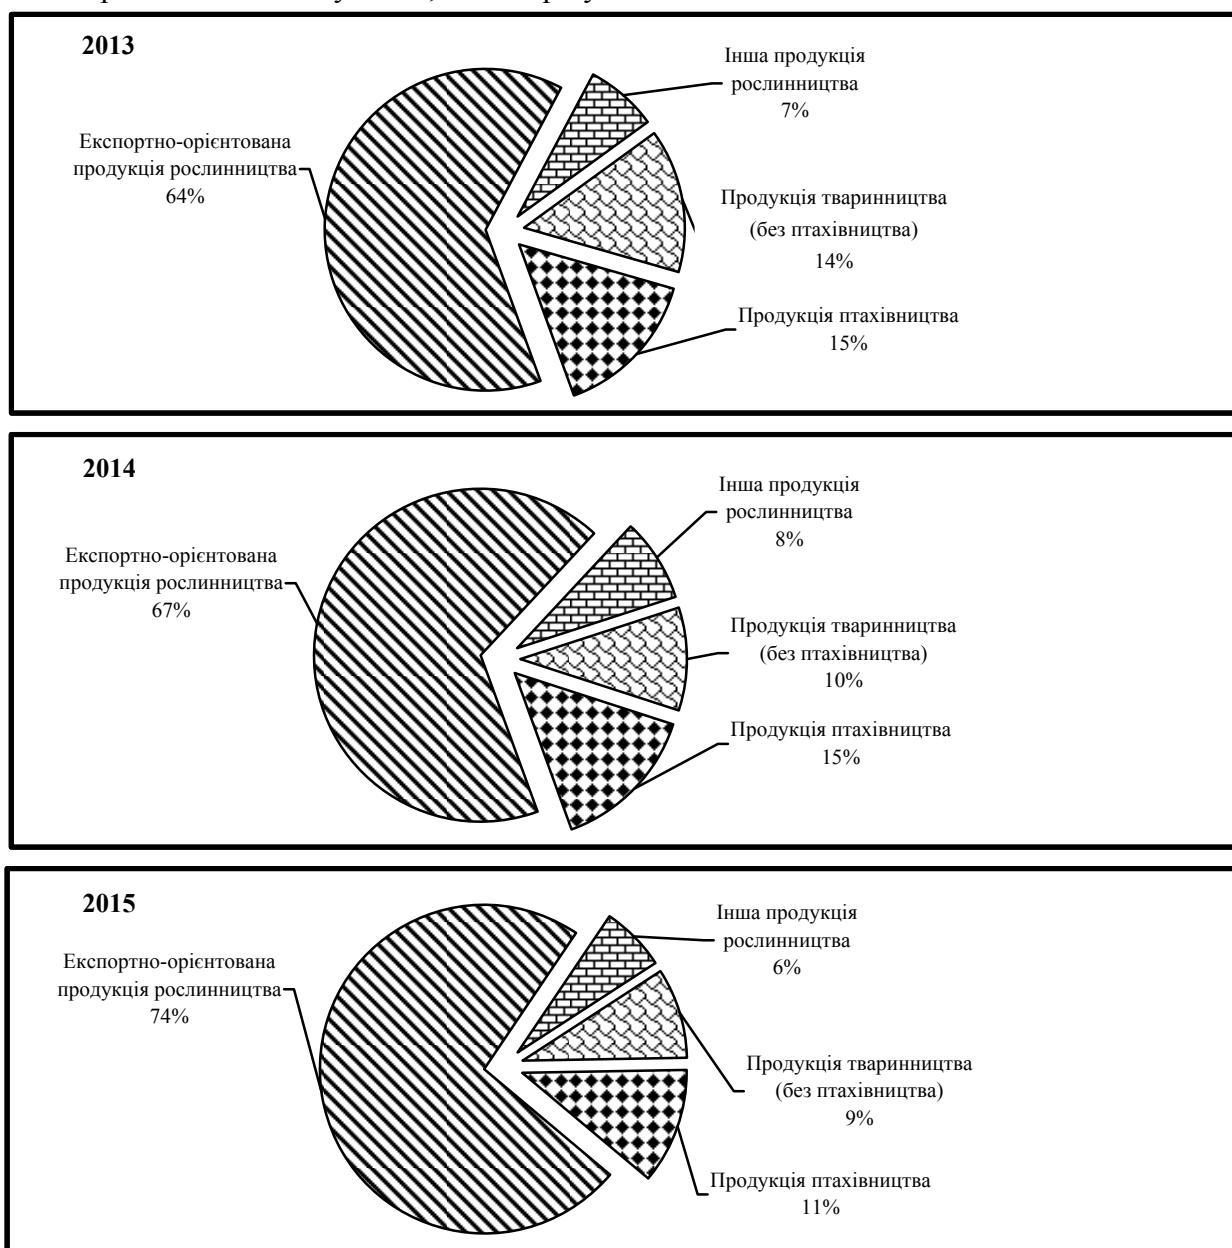 2013
Інша продукція
рослинництва
7%
Експортно-орієнтована
продукція рослинництва
64%
Продукція тваринництва
(без птахівництва)
14%
Продукція птахівництва
15%
2014
Інша продукція
рослинництва
8%
Експортно-орієнтована
продукція рослинництва
67%
Продукція тваринництва
(без птахівництва)
10%
Продукція птахівництва
15%
2015
Інша продукція
рослинництва
6%
Експортно-орієнтована
продукція рослинництва
74%
Продукція тваринництва
(без птахівництва)
9%
Продукція птахівництва
11%